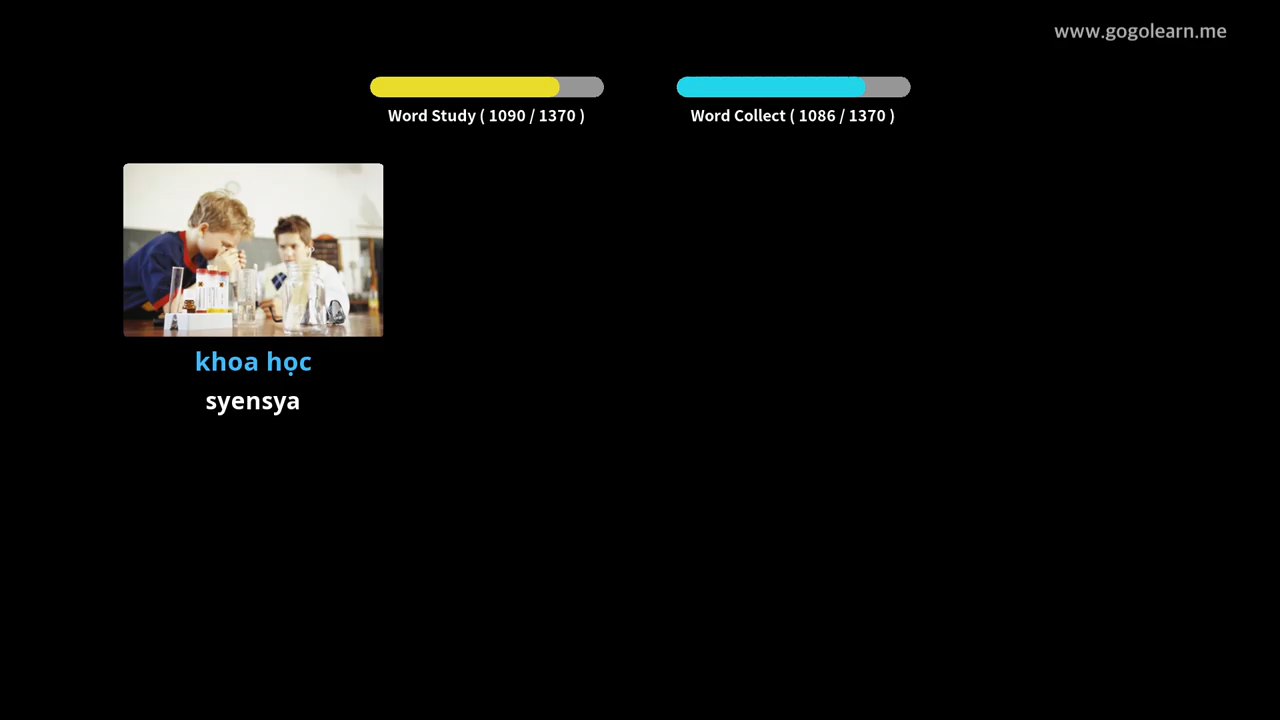 www.gogolearn.me
Word Study ( 1090 / 1370 )
Word Collect ( 1086 / 1370 )
khoa học
syensya